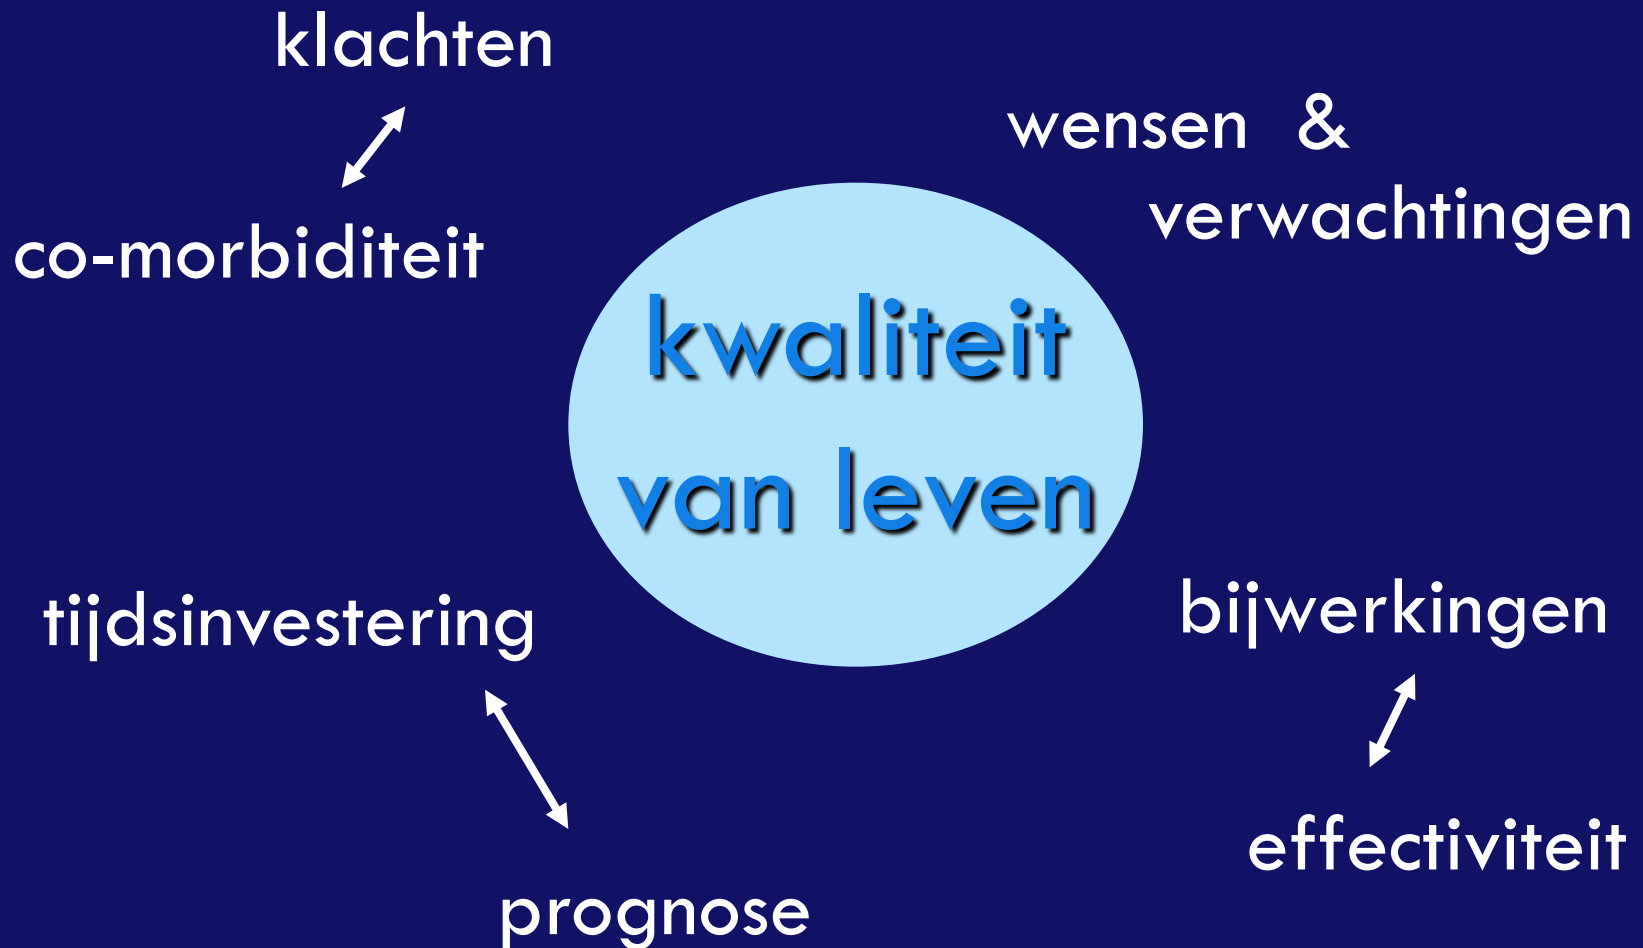 klachten
wensen &
verwachtingen
co-morbiditeit
kwaliteit
van leven
tijdsinvestering
bijwerkingen
effectiviteit
prognose